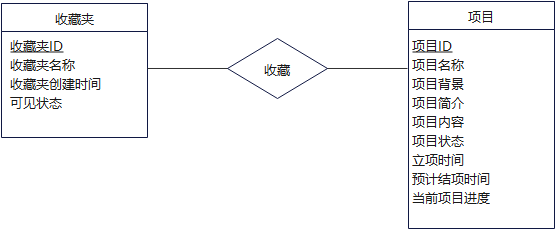 收藏夹
收藏夹ID
收藏夹名称
收藏夹创建时间
可见状态
收藏
项目
项目ID
项目名称
项目背景
项目简介
项目内容
项目状态
立项时间
预计结项时间
当前项目进度